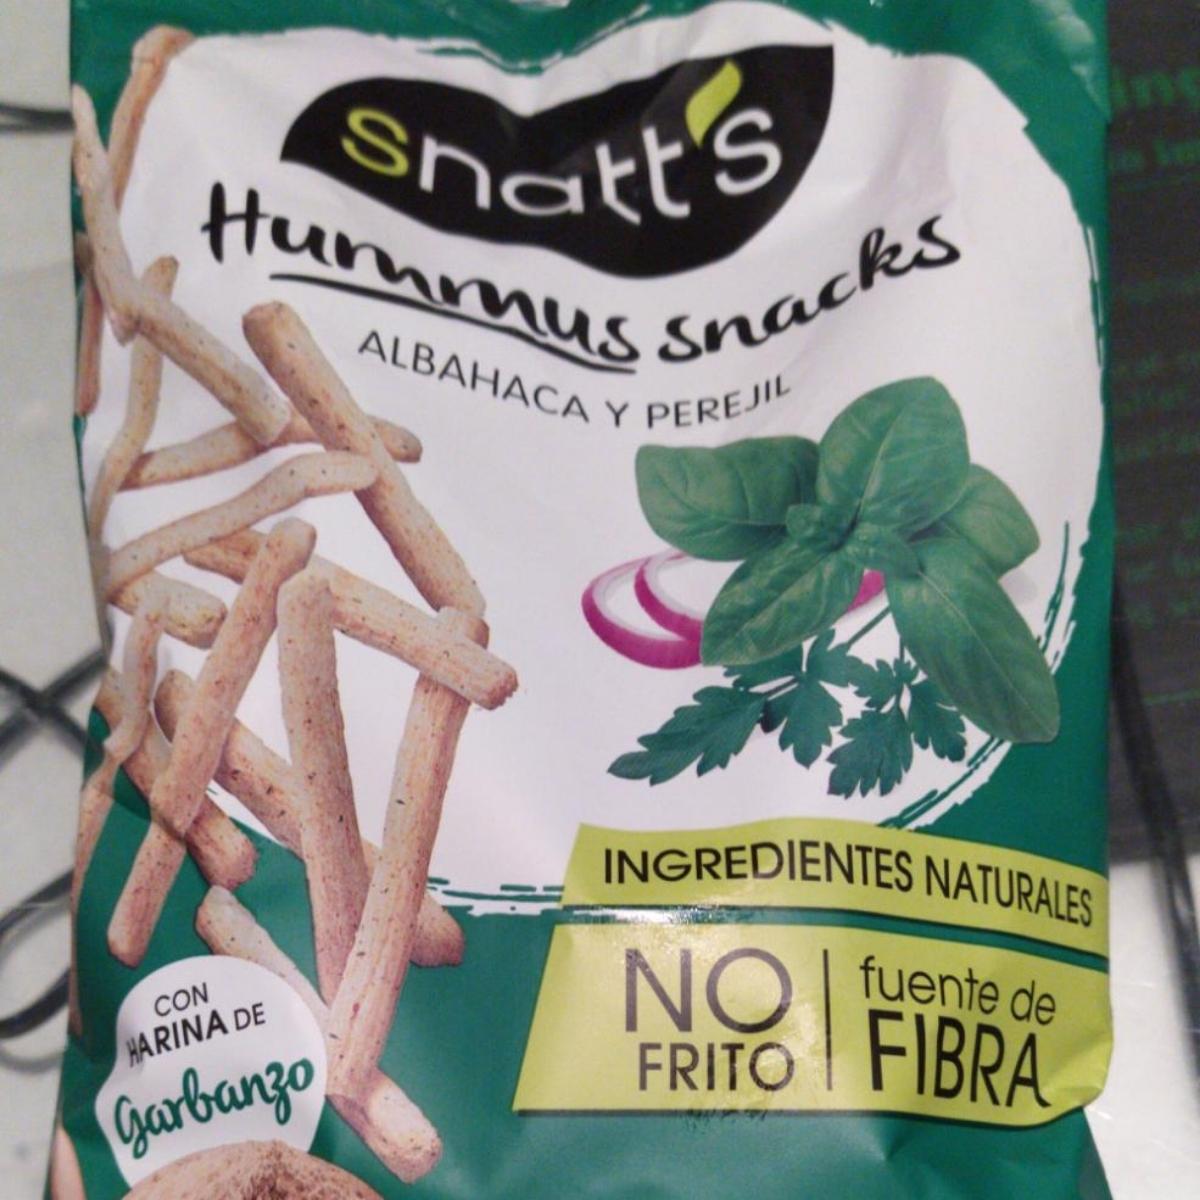 snatt's
Hummus snacks
ALBAHACA Y PEREJIL
INGREDIENTES NATURALES
NO
FRITO
fuente de
FIBRA
CON
HARINA DE
Garbanzo